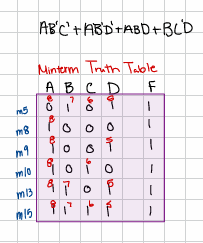 AB'C' + AB'D' + ABD + BC'D
Minterm Truth Table
A B C D F
m5 0 1 0 1 1
m8 1 0 0 0 1
m9 1 0 0 1 1
m10 1 0 1 0 1
m13 1 1 0 1 1
m15 1 1 1 1 1